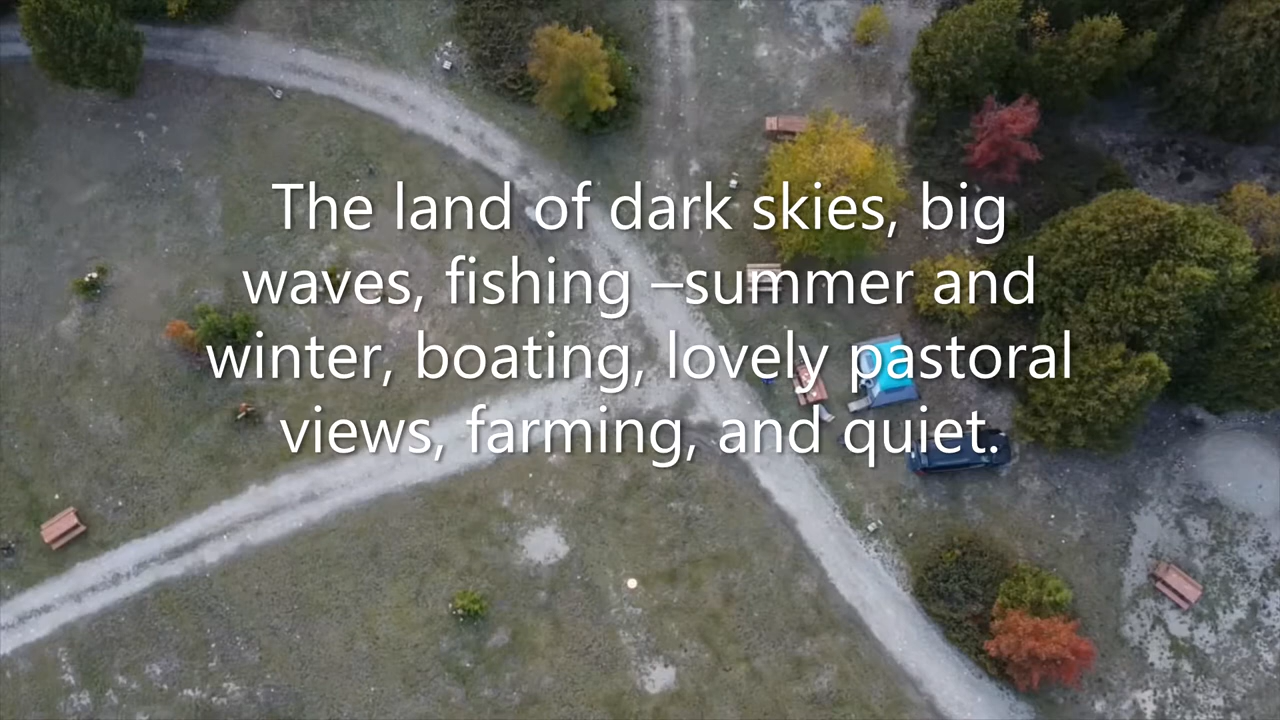 The land of dark skies, big
waves, fishing –summer and
winter, boating, lovely pastoral
views, farming, and quiet.